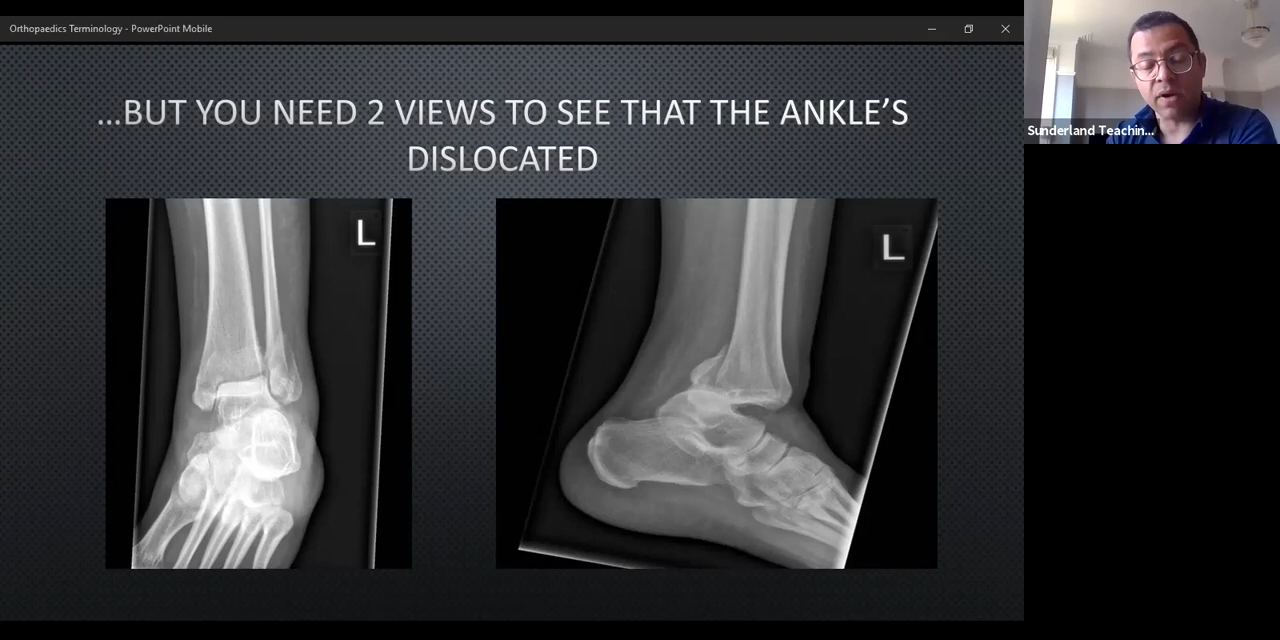 Orthopaedics Terminology - PowerPoint Mobile
...BUT YOU NEED 2 VIEWS TO SEE THAT THE ANKLE'S
DISLOCATED
L
L
Sunderland Teachin...